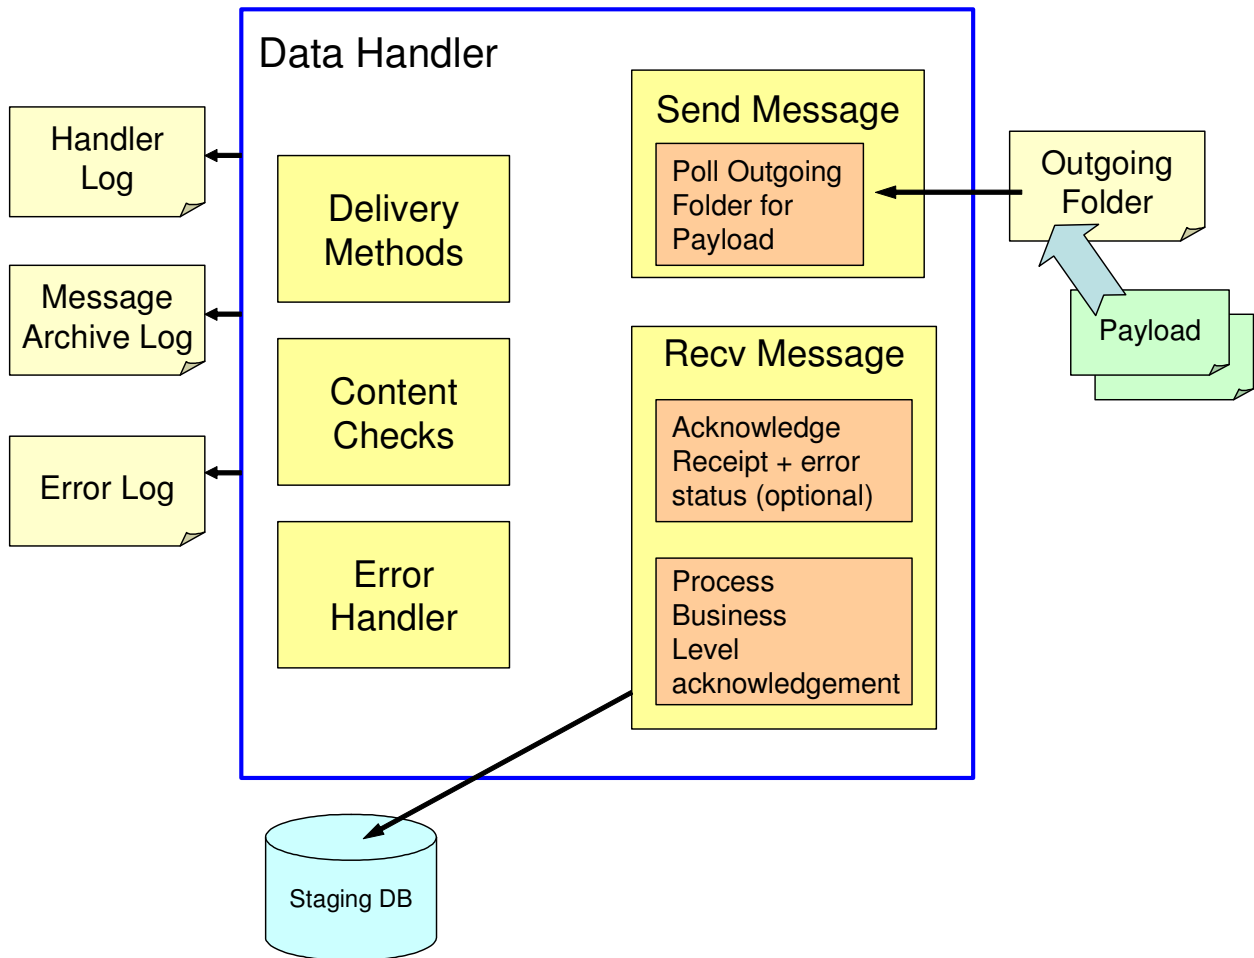 Data Handler
Handler
Log
Message
Archive Log
Error Log
Delivery
Methods
Content
Checks
Error
Handler
Send Message
Poll Outgoing
Folder for
Payload
Outgoing
Folder
Payload
Recv Message
Acknowledge
Receipt + error
status (optional)
Process
Business
Level
acknowledgement
Staging DB